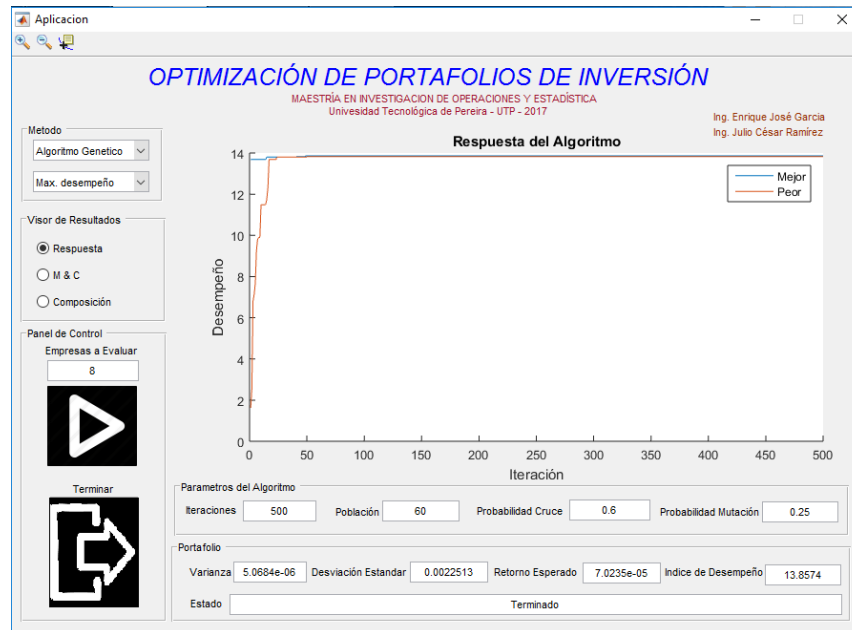 Aplicacion
OPTIMIZACIÓN DE PORTAFOLIOS DE INVERSIÓN
MAESTRÍA EN INVESTIGACION DE OPERACIONES Y ESTADÍSTICA
Univesidad Tecnológica de Pereira - UTP - 2017
Ing. Enrique José Garcia
Ing. Julio César Ramírez
Metodo
Algoritmo Genetico
Max. desempeño
Visor de Resultados
Respuesta
M & C
Composición
Panel de Control
Empresas a Evaluar
8
Terminar
Respuesta del Algoritmo
Mejor
Peor
Desempeño
14
12
10
8
6
4
2
0
0 50 100 150 200 250 300 350 400 450 500
Iteración
Parametros del Algoritmo
Iteraciones 500 Población 60 Probabilidad Cruce 0.6 Probabilidad Mutación 0.25
Portafolio
Varianza 5.0684e-06 Desviación Estandar 0.0022513 Retorno Esperado 7.0235e-05 Indice de Desempeño 13.8574
Estado Terminado